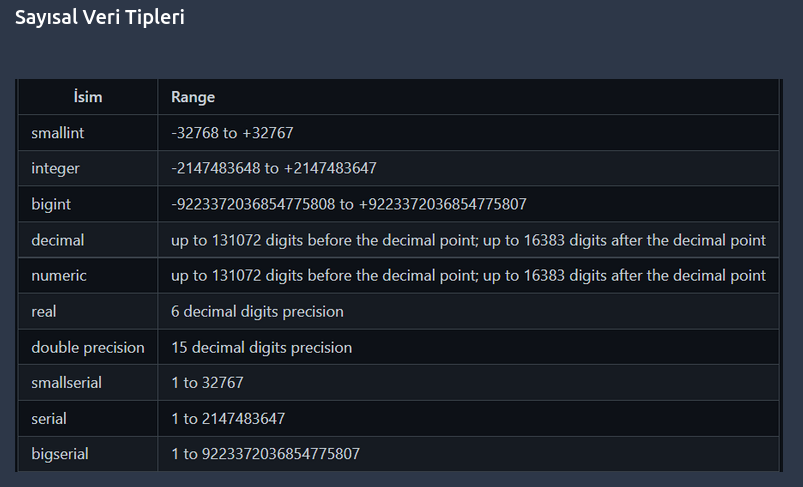 Sayısal Veri Tipleri
İsim Range
smallint -32768 to +32767
integer -2147483648 to +2147483647
bigint -9223372036854775808 to +9223372036854775807
decimal up to 131072 digits before the decimal point; up to 16383 digits after the decimal point
numeric up to 131072 digits before the decimal point; up to 16383 digits after the decimal point
real 6 decimal digits precision
double precision 15 decimal digits precision
smallserial 1 to 32767
serial 1 to 2147483647
bigserial 1 to 9223372036854775807